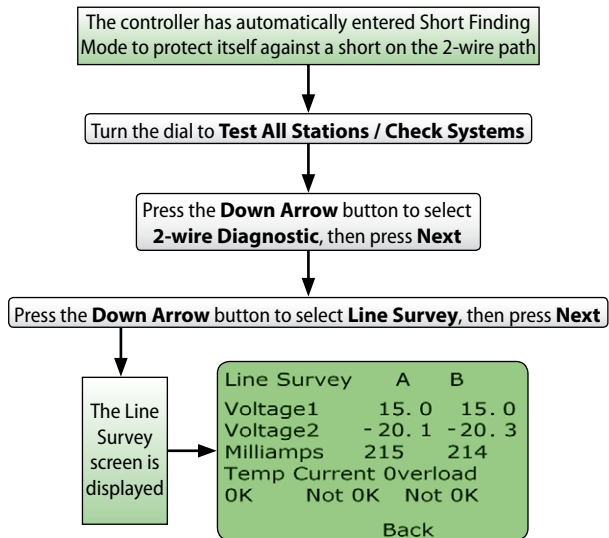 The controller has automatically entered Short Finding
Mode to protect itself against a short on the 2-wire path
Turn the dial to Test All Stations / Check Systems
Press the Down Arrow button to select
2-wire Diagnostic, then press Next
Press the Down Arrow button to select Line Survey, then press Next
The Line
Survey
screen is
displayed
Line Survey A B
Voltage1 15.0 15.0
Voltage2 -20.1 -20.3
Milliamps 215 214
Temp Current Overload
OK Not OK Not OK
Back